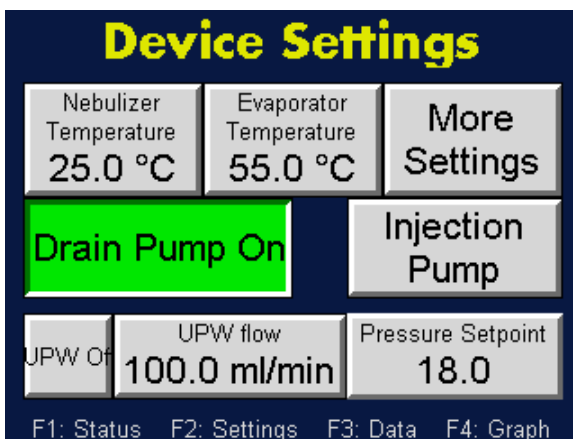 Device Settings
Nebulizer
Temperature
25.0 °C
Evaporator
Temperature
55.0 °C
More
Settings
Drain Pump On
Injection
Pump
UPW Of
UPW flow
100.0 ml/min
Pressure Setpoint
18.0
F1: Status F2: Settings F3: Data F4: Graph